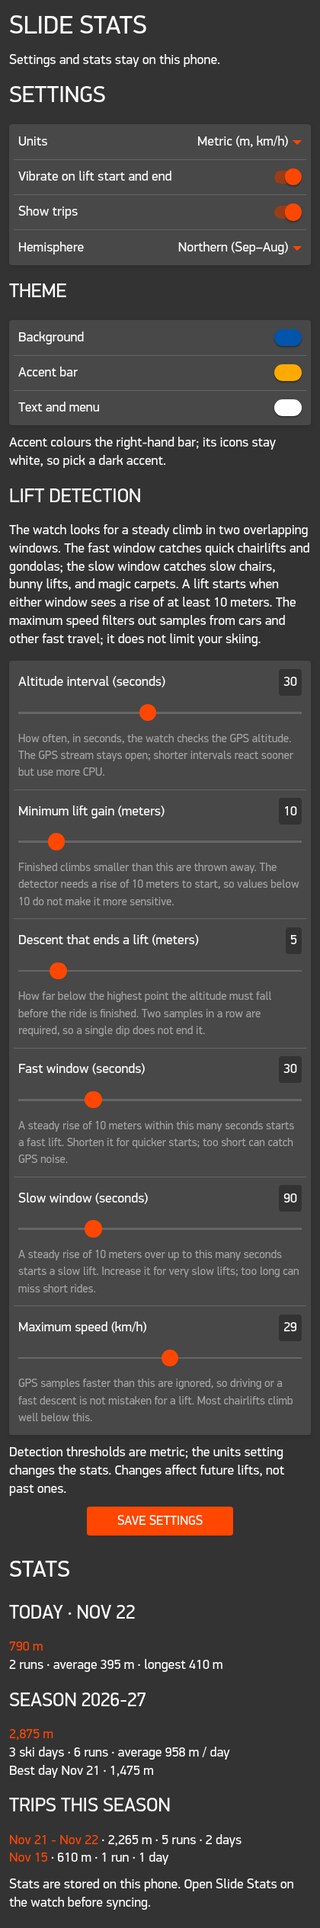 SLIDE STATS
Settings and stats stay on this phone.
SETTINGS
Units Metric (m, km/h)
Vibrate on lift start and end
Show trips
Hemisphere Northern (Sep–Aug)
THEME
Background
Accent bar
Text and menu
Accent colours the right-hand bar; its icons stay
white, so pick a dark accent.
LIFT DETECTION
The watch looks for a steady climb in two overlapping
windows. The fast window catches quick chairlifts and
gondolas; the slow window catches slow chairs,
bunny lifts, and magic carpets. A lift starts when
either window sees a rise of at least 10 meters. The
maximum speed filters out samples from cars and
other fast travel; it does not limit your skiing.
Altitude interval (seconds) 30
How often, in seconds, the watch checks the GPS altitude.
The GPS stream stays open; shorter intervals react sooner
but use more CPU.
Minimum lift gain (meters) 10
Finished climbs smaller than this are thrown away. The
detector needs a rise of 10 meters to start, so values below
10 do not make it more sensitive.
Descent that ends a lift (meters) 5
How far below the highest point the altitude must fall
before the ride is finished. Two samples in a row are
required, so a single dip does not end it.
Fast window (seconds) 30
A steady rise of 10 meters within this many seconds starts
a fast lift. Shorten it for quicker starts; too short can catch
GPS noise.
Slow window (seconds) 90
A steady rise of 10 meters over up to this many seconds
starts a slow lift. Increase it for very slow lifts; too long can
miss short rides.
Maximum speed (km/h) 29
GPS samples faster than this are ignored, so driving or a
fast descent is not mistaken for a lift. Most chairlifts climb
well below this.
Detection thresholds are metric; the units setting
changes the stats. Changes affect future lifts, not
past ones.
SAVE SETTINGS
STATS
TODAY · NOV 22
790 m
2 runs · average 395 m · longest 410 m
SEASON 2026-27
2,875 m
3 ski days · 6 runs · average 958 m / day
Best day Nov 21 · 1,475 m
TRIPS THIS SEASON
Nov 21 - Nov 22 · 2,265 m · 5 runs · 2 days
Nov 15 · 610 m · 1 run · 1 day
Stats are stored on this phone. Open Slide Stats on
the watch before syncing.